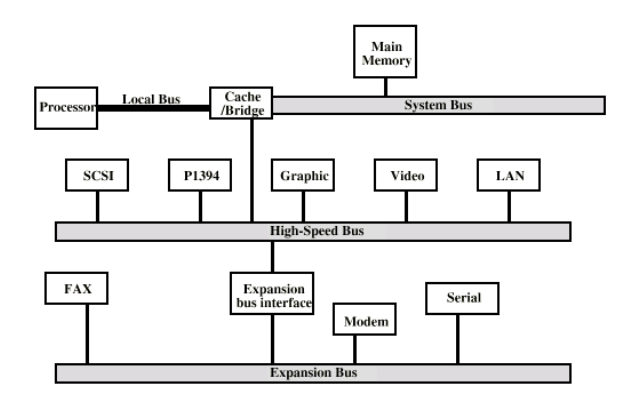 Main
Memory
Local Bus
Cache
/Bridge
Processor
System Bus
SCSI
P1394
Graphic
Video
LAN
High-Speed Bus
FAX
Expansion
bus interface
Serial
Modem
Expansion Bus